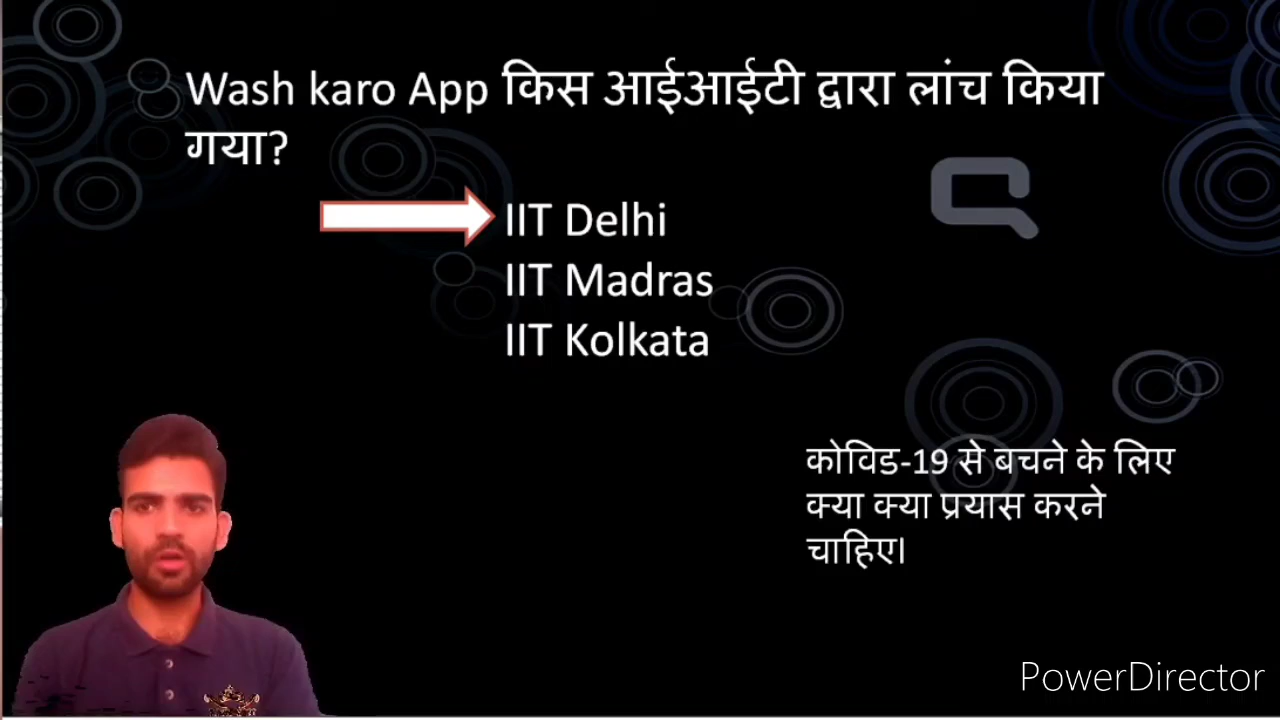 Wash karo App किस आईआईटी द्वारा लांच किया
गया?
IIT Delhi
IIT Madras
IIT Kolkata
कोविड-19 से बचने के लिए
क्या क्या प्रयास करने
चाहिए।
PowerDirector